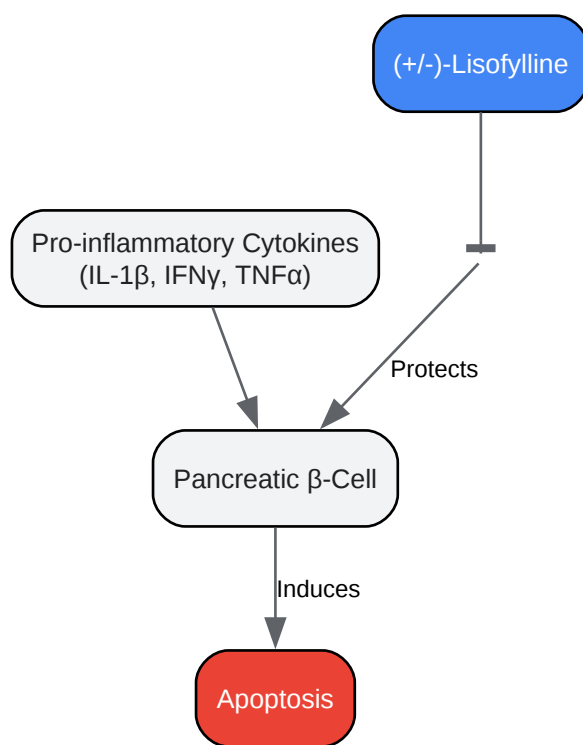 (+/-)-Lisofylline
Pro-inflammatory Cytokines
(IL-1β, IFNγ, TNFα)
Protects
Pancreatic β-Cell
Induces
Apoptosis